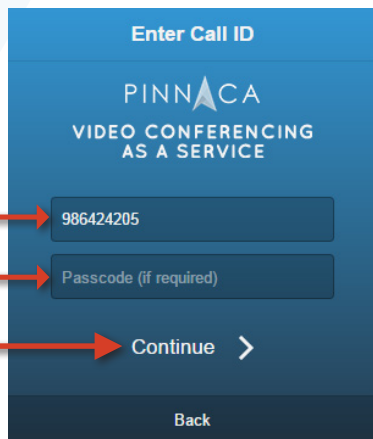 Enter Call ID
PINNACA
VIDEO CONFERENCING
AS A SERVICE
986424205
Passcode (if required)
Continue
Back